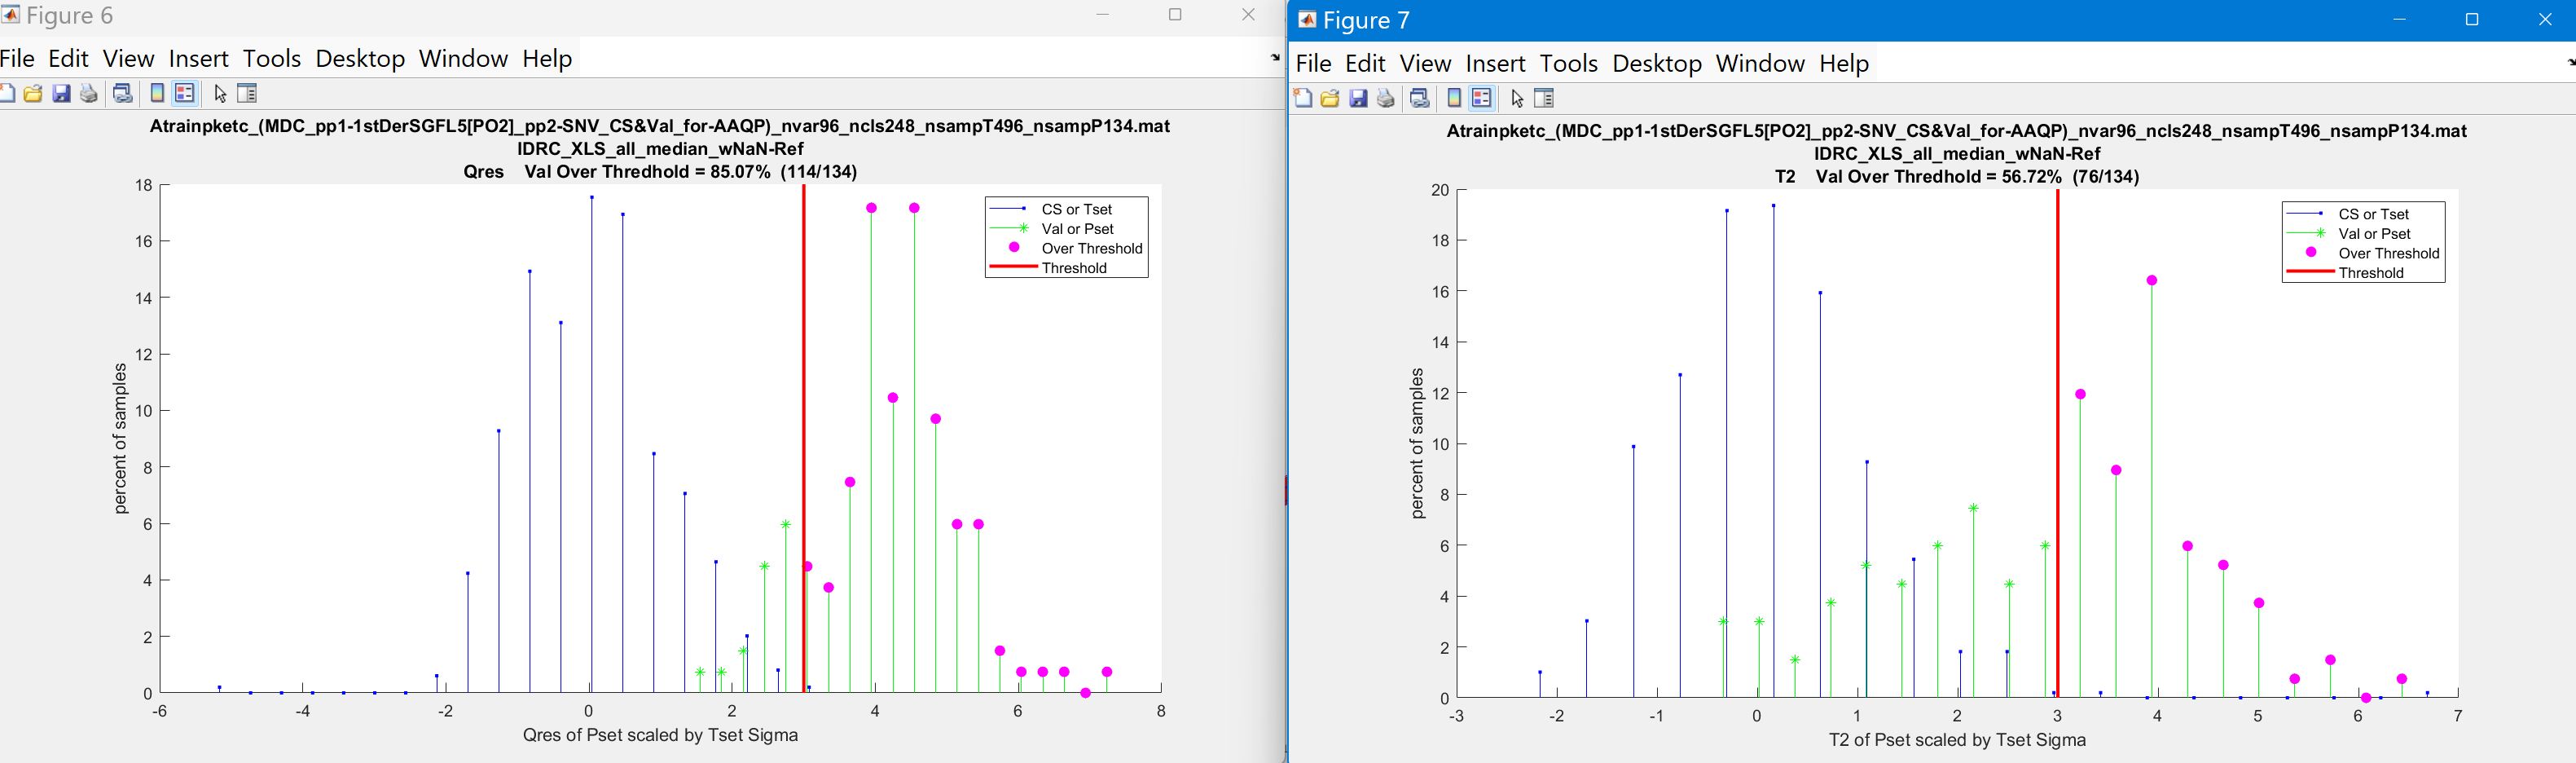 Figure 6
File Edit View Insert Tools Desktop Window Help
Atrainpketc_(MDC_pp1-1stDerSGFL5[PO2]_pp2-SNV_CS&Val_for-AAQP)_nvar96_ncls248_nsampT496_nsampP134.mat
IDRC_XLS_all_median_wNaN-Ref
Qres Val Over Thredhold = 85.07% (114/134)
18
16
14
12
10
8
6
4
2
0
percent of samples
CS or Tset
Val or Pset
Over Threshold
Threshold
-6 -4 -2 0 2 4 6 8
Qres of Pset scaled by Tset Sigma
Figure 7
File Edit View Insert Tools Desktop Window Help
Atrainpketc_(MDC_pp1-1stDerSGFL5[PO2]_pp2-SNV_CS&Val_for-AAQP)_nvar96_ncls248_nsampT496_nsampP134.mat
IDRC_XLS_all_median_wNaN-Ref
T2 Val Over Thredhold = 56.72% (76/134)
20
18
16
14
12
10
8
6
4
2
0
percent of samples
CS or Tset
Val or Pset
Over Threshold
Threshold
-3 -2 -1 0 1 2 3 4 5 6 7
T2 of Pset scaled by Tset Sigma